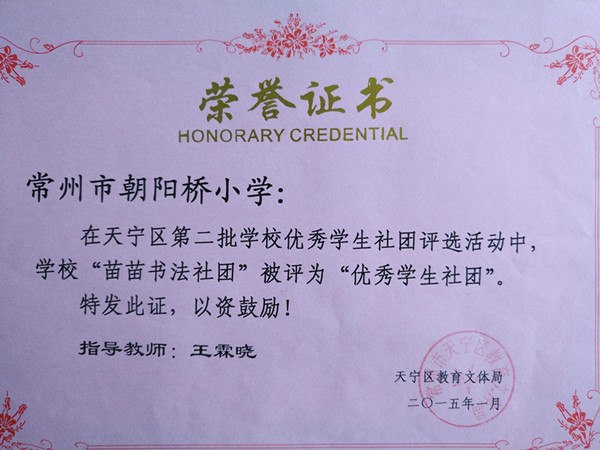 荣誉证书
HONORARY CREDENTIAL
常州市朝阳桥小学：
在天宁区第二批学校优秀学生社团评选活动中，
学校“苗苗书法社团”被评为“优秀学生社团”。
特发此证，以资鼓励！
指导教师：王霖晓
天宁区教育文体局
二〇一五年一月